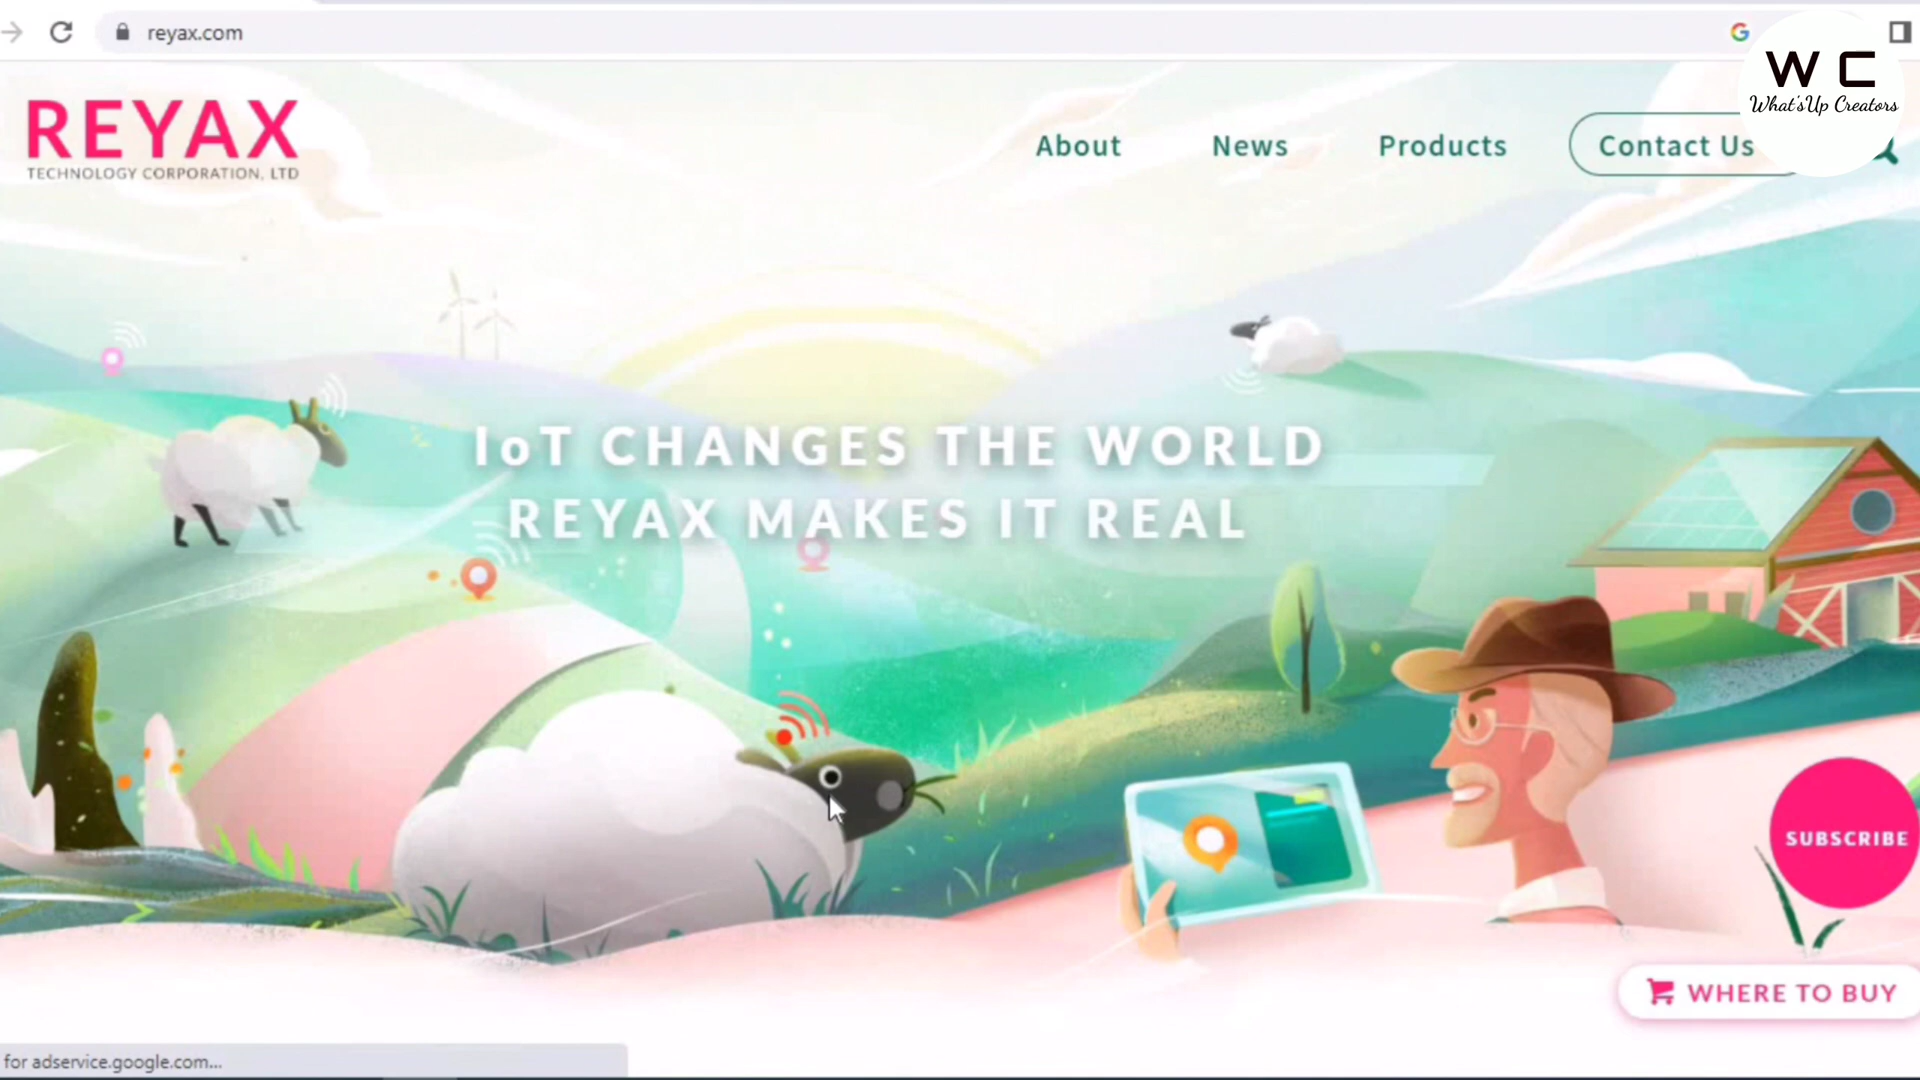 reyax.com
W C
What'sUp Creators
REYAX
TECHNOLOGY CORPORATION, LTD
About
News
Products
Contact Us
IoT CHANGES THE WORLD
REYAX MAKES IT REAL
SUBSCRIBE
WHERE TO BUY
for adservice.google.com...